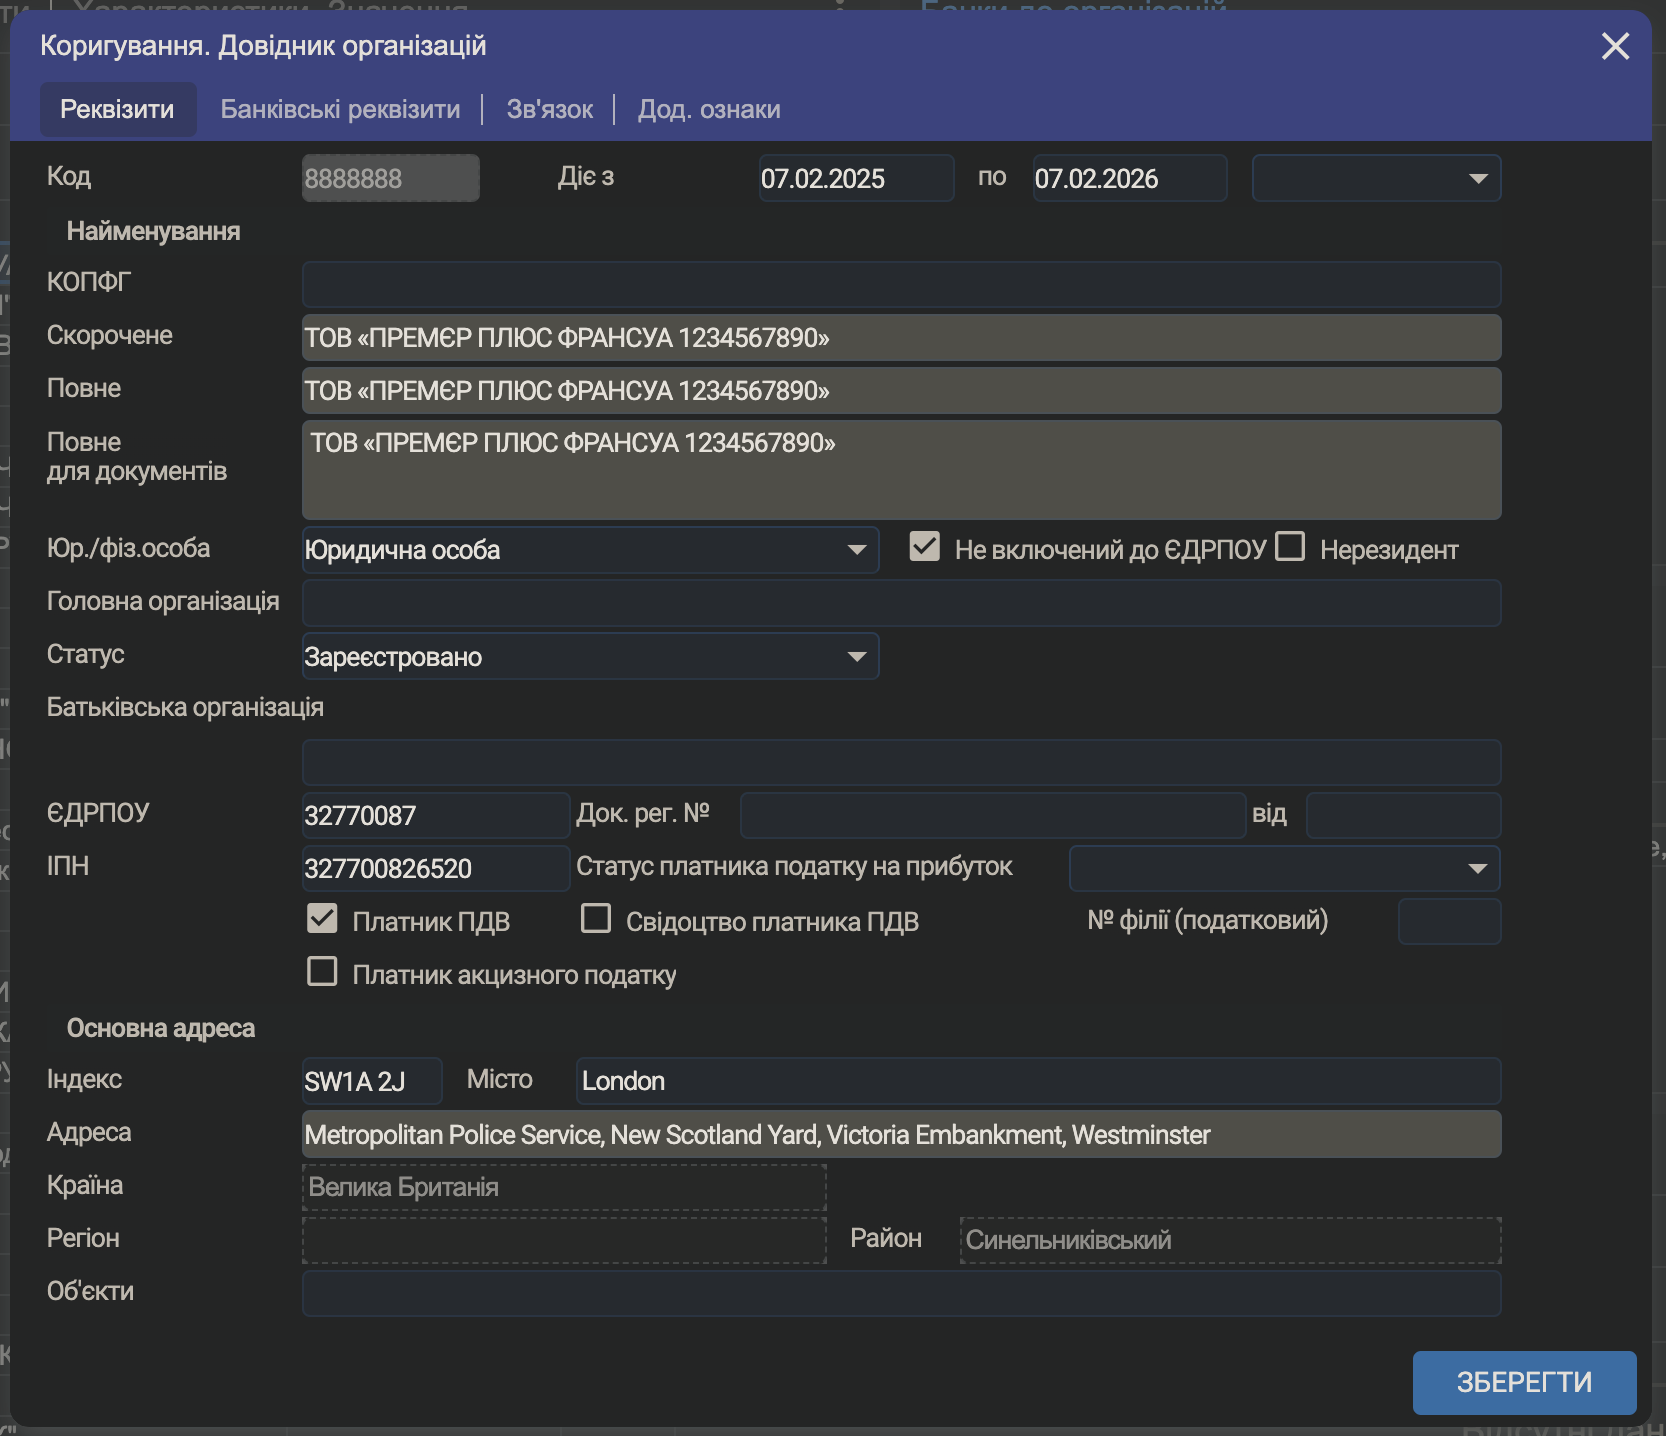 Характеристики. Значення
Банки до організацій
Коригування. Довідник організацій
Реквізити Банківські реквізити Зв'язок Дод. ознаки
Код 8888888 Діє з 07.02.2025 по 07.02.2026
Найменування
КОПФГ
Скорочене ТОВ «ПРЕМЄР ПЛЮС ФРАНСУА 1234567890»
Повне ТОВ «ПРЕМЄР ПЛЮС ФРАНСУА 1234567890»
Повне
для документів
ТОВ «ПРЕМЄР ПЛЮС ФРАНСУА 1234567890»
Юр./фіз.особа Юридична особа Не включений до ЄДРПОУ Нерезидент
Головна організація
Статус Зареєстровано
Батьківська організація
ЄДРПОУ 32770087 Док. рег. № від
ІПН 327700826520 Статус платника податку на прибуток
Платник ПДВ Свідоцтво платника ПДВ № філії (податковий)
Платник акцизного податку
Основна адреса
Індекс SW1A 2J Місто London
Адреса Metropolitan Police Service, New Scotland Yard, Victoria Embankment, Westminster
Країна Велика Британія
Регіон Район Синельниківський
Об'єкти
ЗБЕРЕГТИ